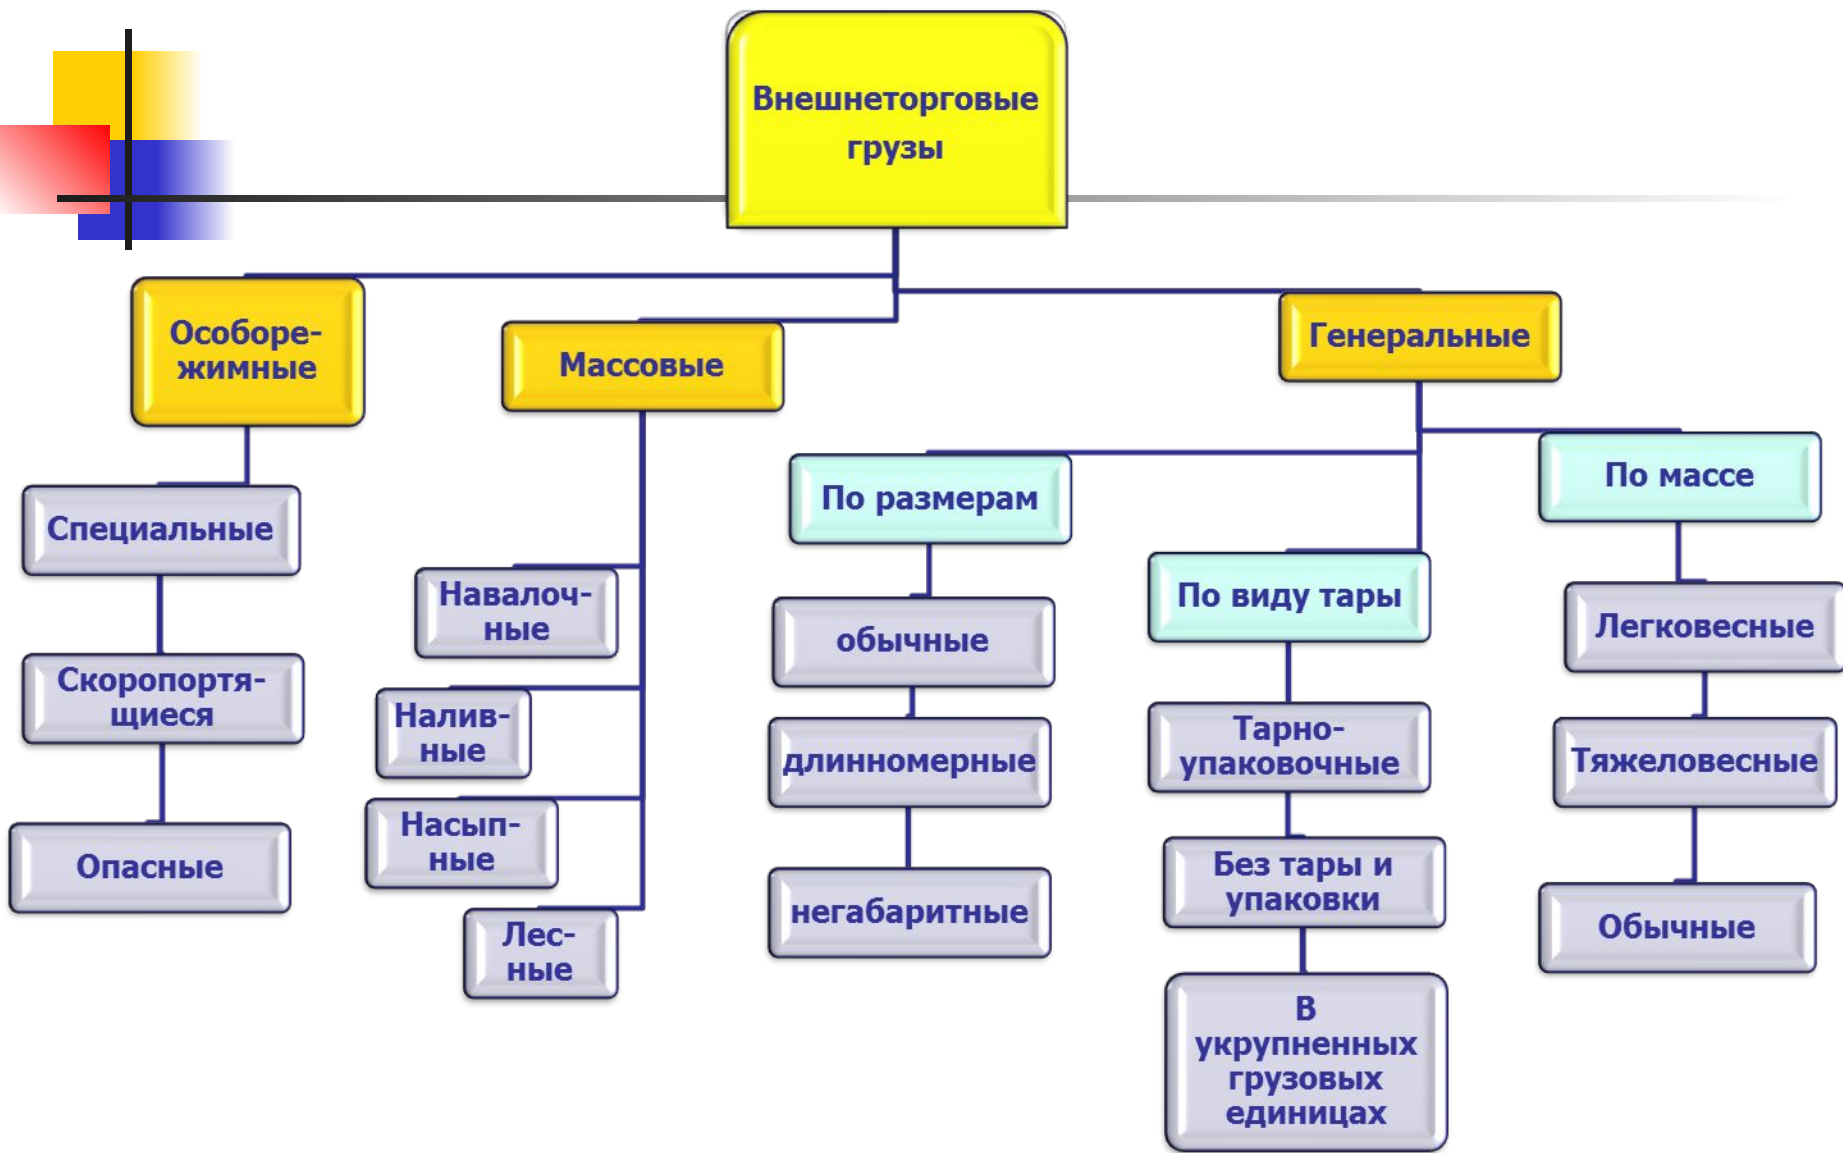 Внешнеторговые
грузы
Особоре-
жимные
Специальные
Скоропортя-
щиеся
Опасные
Массовые
Навалоч-
ные
Налив-
ные
Насып-
ные
Лес-
ные
Генеральные
По размерам
обычные
длинномерные
негабаритные
По виду тары
Тарно-
упаковочные
Без тары и
упаковки
В
укрупненных
грузовых
единицах
По массе
Легковесные
Тяжеловесные
Обычные